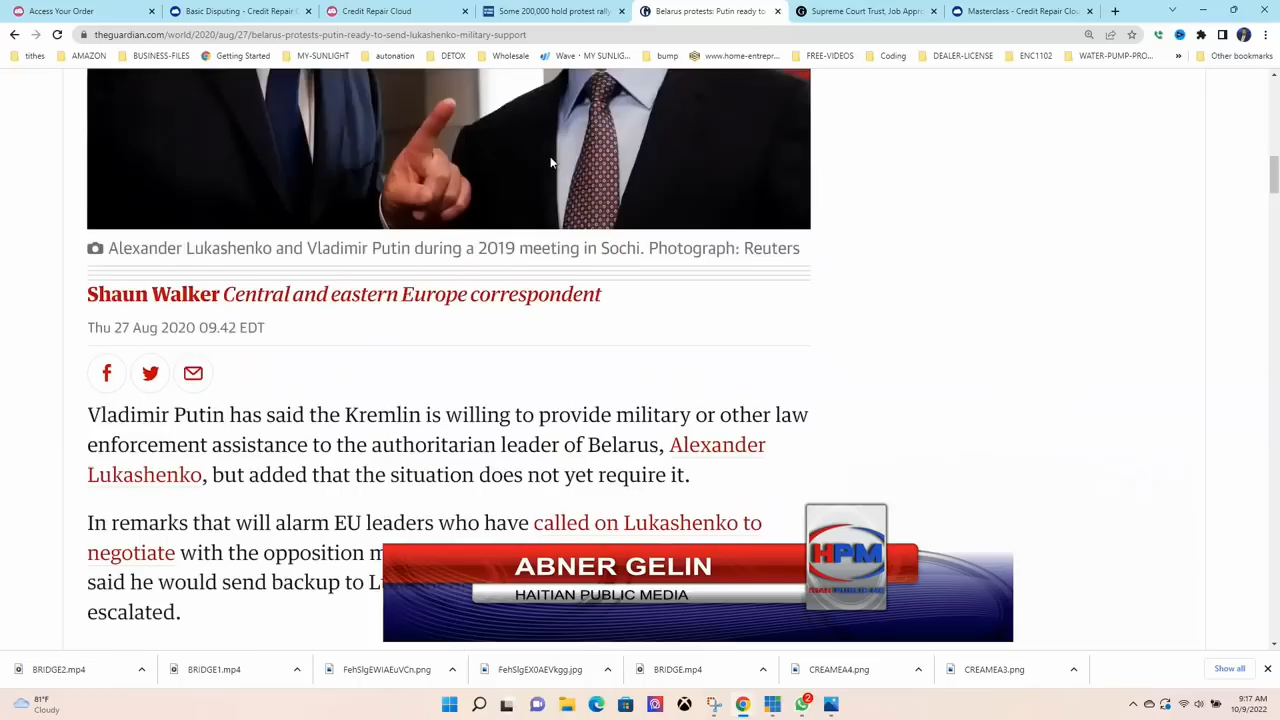 Access Your Order
Basic Disputing - Credit Repair C
Credit Repair Cloud
Some 200,000 hold protest rally
Belarus protests: Putin ready to
Supreme Court, Job Appro
Masterclass - Credit Repair Clou
theguardian.com/world/2020/aug/27/belarus-protests-putin-ready-to-send-lukashenko-military-support
tithes AMAZON BUSINESS-FILES Getting Started MY-SUNLIGHT autonation DETOX Wholesale Wave · MY SUNLIG... bump www.home-entrepr... FREE-VIDEOS Coding DEALER-LICENSE ENC1102 WATER-PUMP-PRO... » Other bookmarks
Alexander Lukashenko and Vladimir Putin during a 2019 meeting in Sochi. Photograph: Reuters
Shaun Walker Central and eastern Europe correspondent
Thu 27 Aug 2020 09.42 EDT
Vladimir Putin has said the Kremlin is willing to provide military or other law
enforcement assistance to the authoritarian leader of Belarus, Alexander
Lukashenko, but added that the situation does not yet require it.
In remarks that will alarm EU leaders who have called on Lukashenko to
negotiate with the opposition
said he would send backup to
escalated.
ABNER GELIN
HAITIAN PUBLIC MEDIA
HPM
BRIDGE2.mp4
BRIDGE1.mp4
FehSlgEWIAEuVCn.png
FehSlgEX0AEVkgg.jpg
BRIDGE.mp4
CREAMEA4.png
CREAMEA3.png
Show all
81°F
Cloudy
2
9:17 AM
10/9/2022